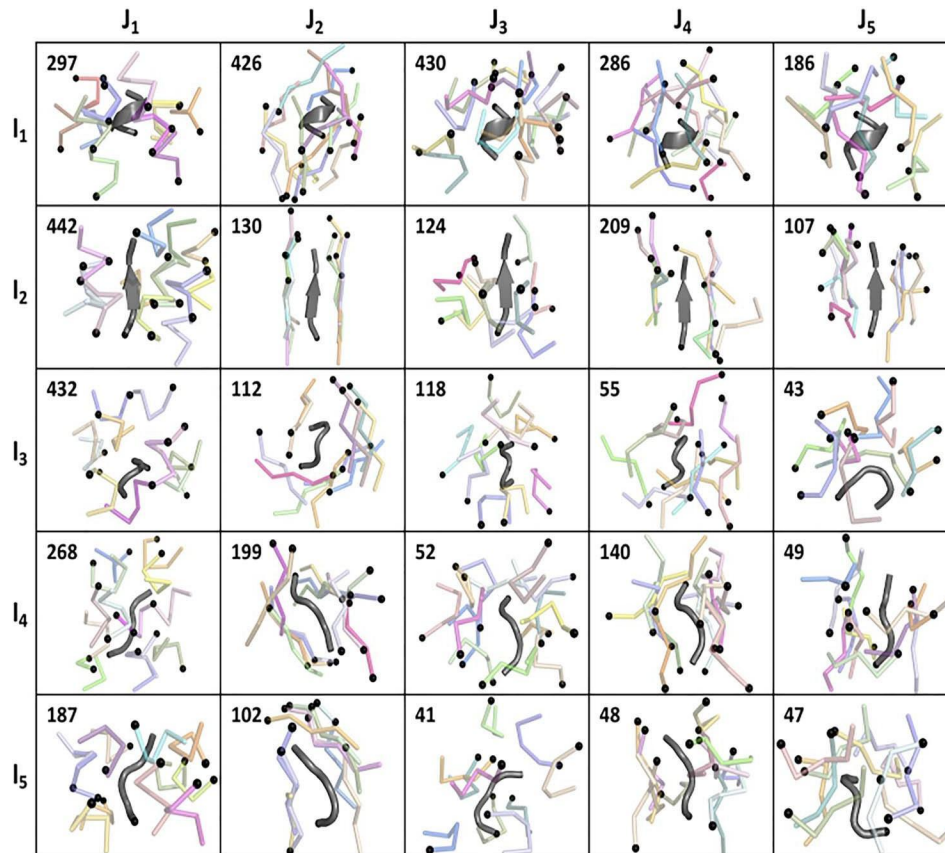 J₁ J₂ J₃ J₄ J₅
I₁ 297 426 430 286 186
I₂ 442 130 124 209 107
I₃ 432 112 118 55 43
I₄ 268 199 52 140 49
I₅ 187 102 41 48 47